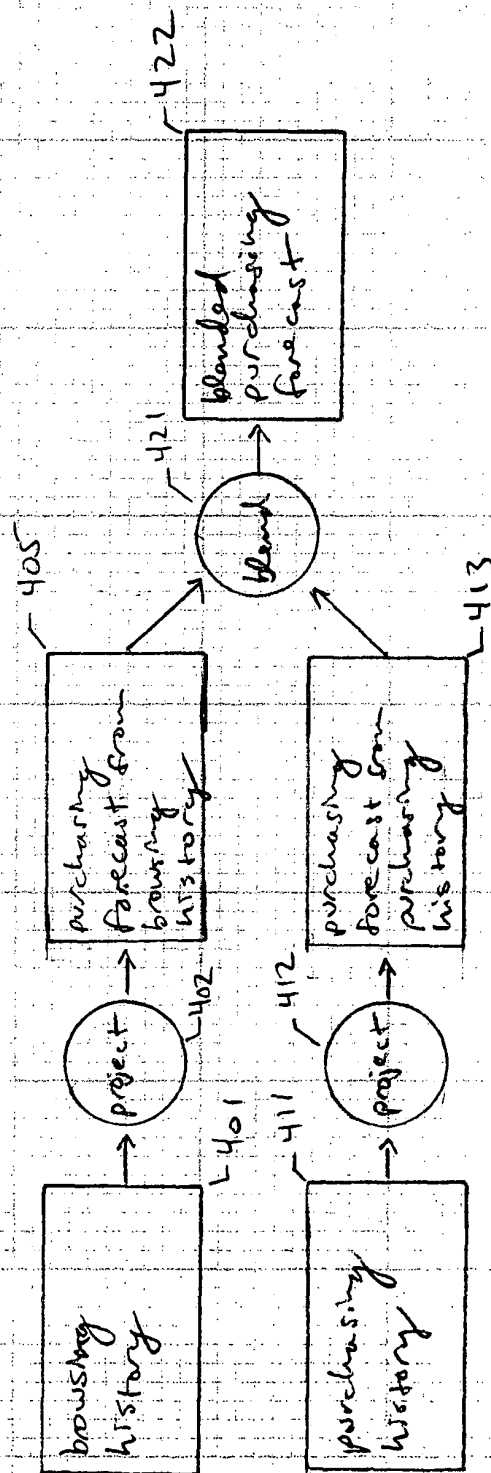 browsing
history
401
project
402
purchasing
forecast from
browsing
history
405
purchasing
history
411
project
412
purchasing
forecast from
purchasing
history
413
blend
421
blended
purchasing
forecast
422